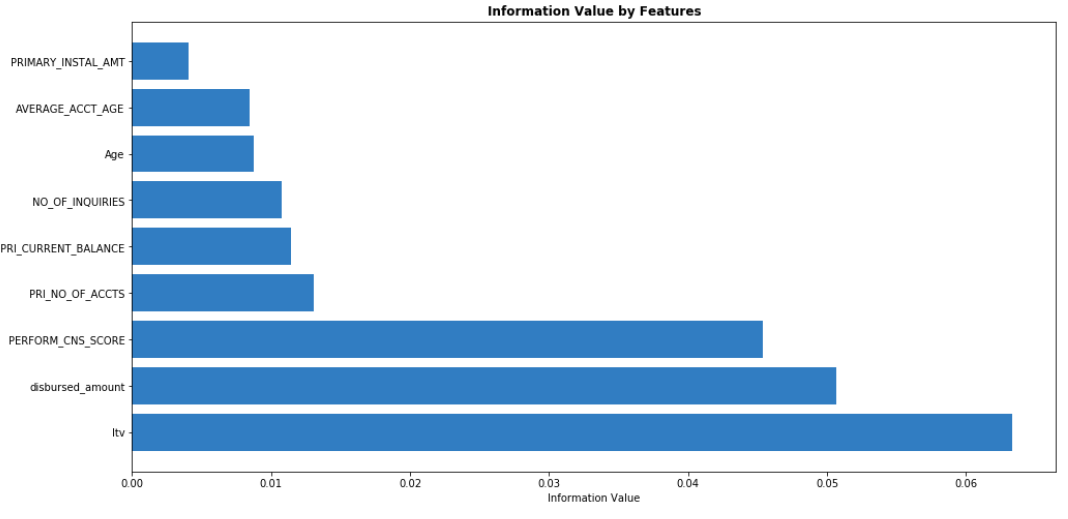 Information Value by Features
PRIMARY_INSTAL_AMT
AVERAGE_ACCT_AGE
Age
NO_OF_INQUIRIES
PRI_CURRENT_BALANCE
PRI_NO_OF_ACCTS
PERFORM_CNS_SCORE
disbursed_amount
ltv
0.00 0.01 0.02 0.03 0.04 0.05 0.06
Information Value